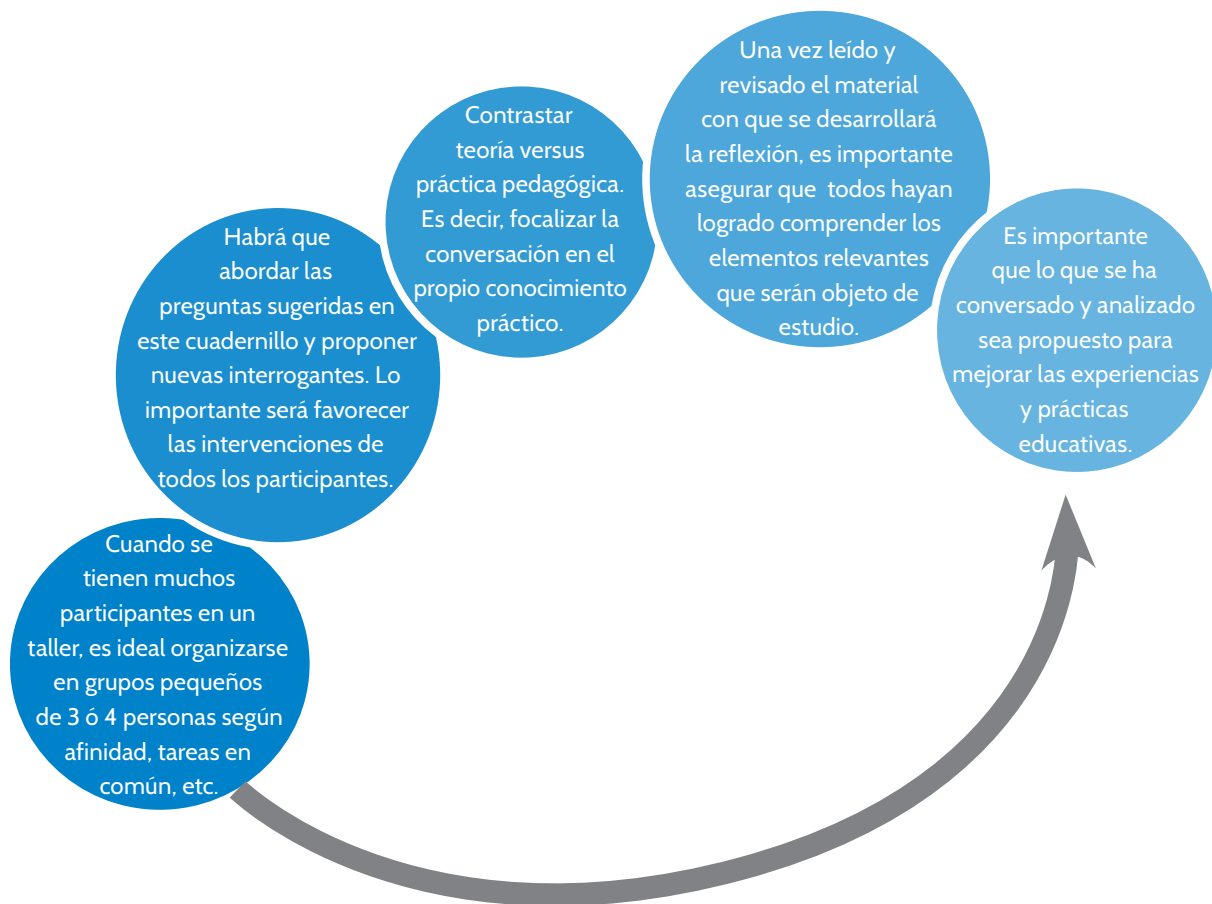 Cuando se
tienen muchos
participantes en un
taller, es ideal organizarse
en grupos pequeños
de 3 ó 4 personas según
afinidad, tareas en
común, etc.
Habrá que
abordar las
preguntas sugeridas en
este cuadernillo y proponer
nuevas interrogantes. Lo
importante será favorecer
las intervenciones de
todos los participantes.
Contrastar
teoría versus
práctica pedagógica.
Es decir, focalizar la
conversación en el
propio conocimiento
práctico.
Una vez leído y
revisado el material
con que se desarrollará
la reflexión, es importante
asegurar que todos hayan
logrado comprender los
elementos relevantes
que serán objeto de
estudio.
Es importante
que lo que se ha
conversado y analizado
sea propuesto para
mejorar las experiencias
y prácticas
educativas.